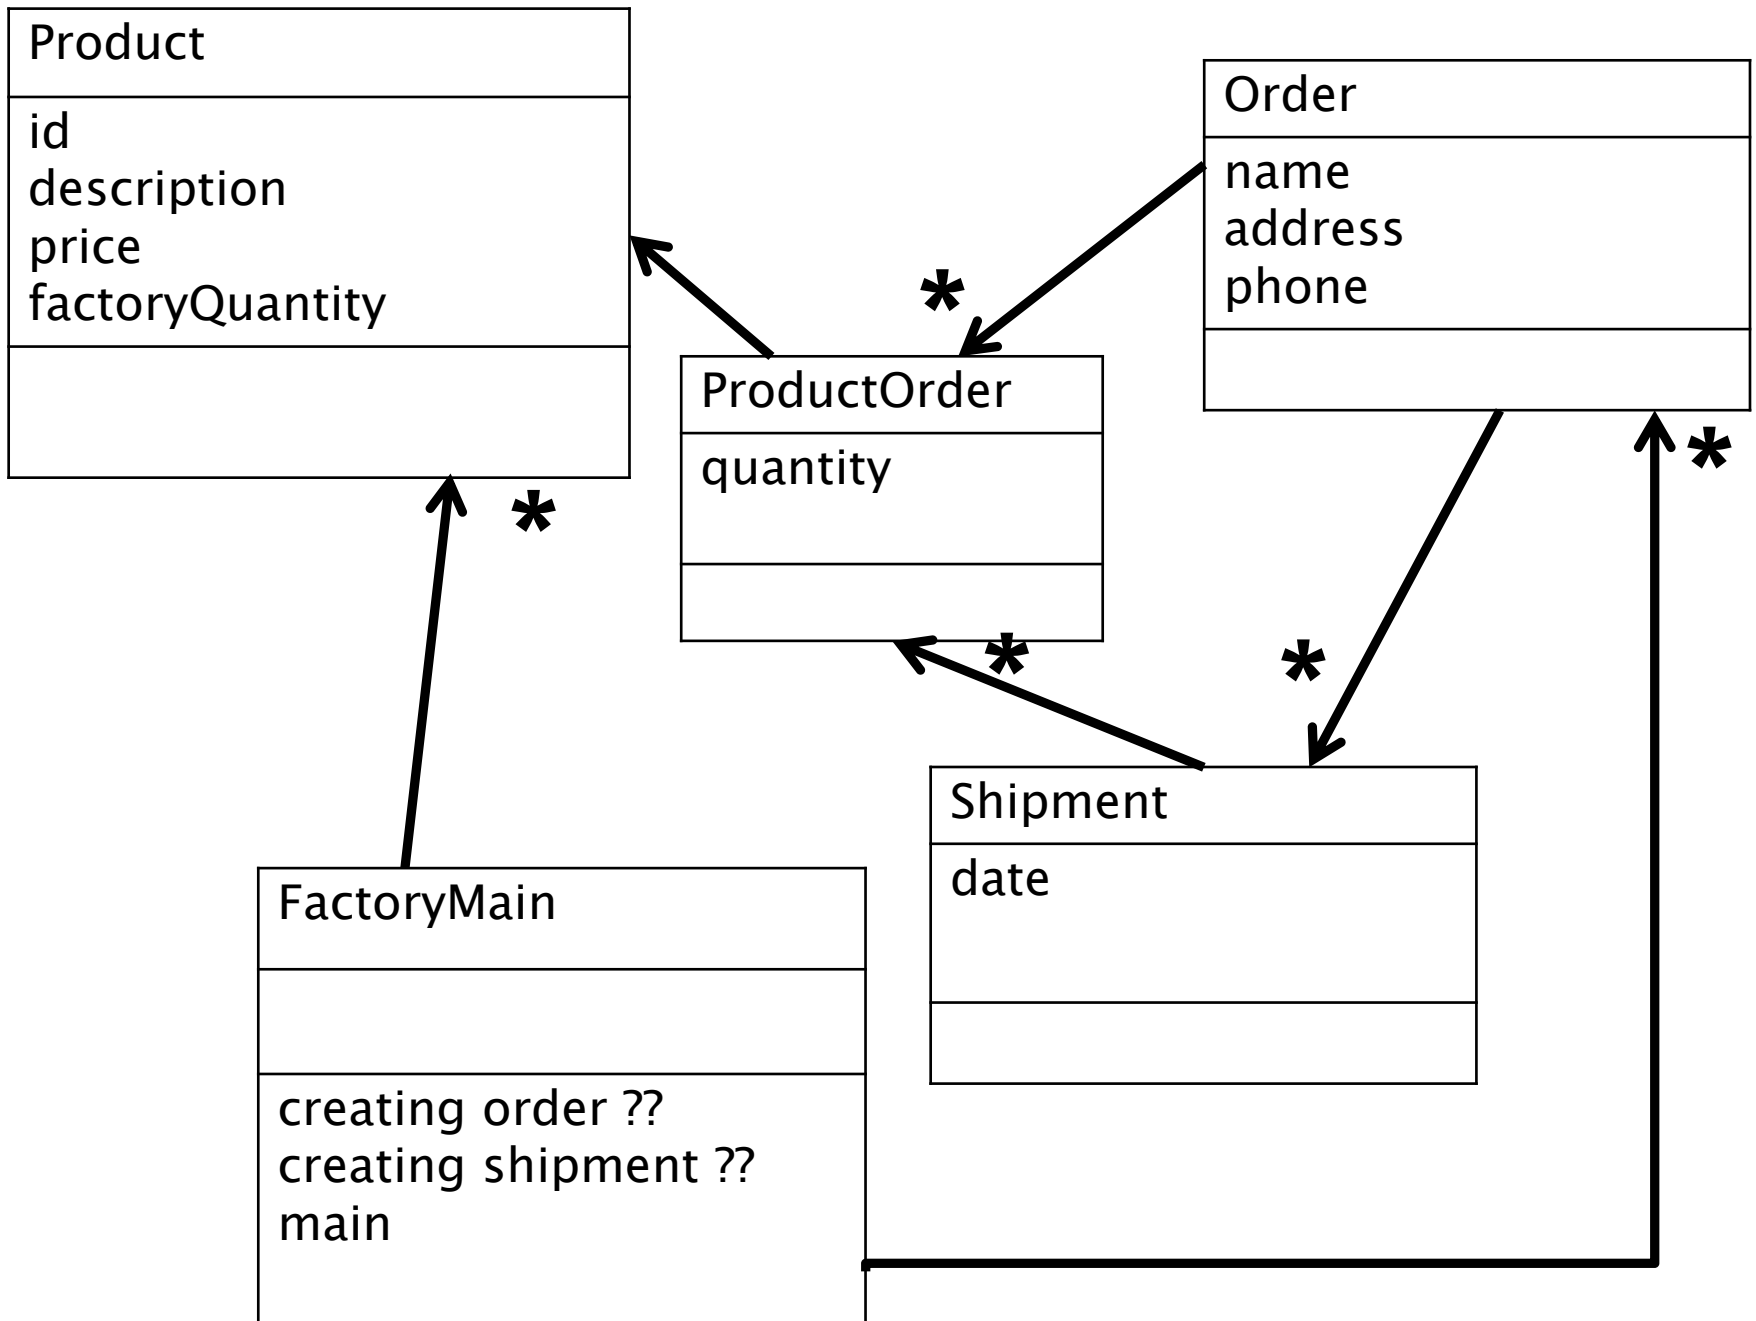 Product
id
description
price
factoryQuantity
*
Order
name
address
phone
*
*
ProductOrder
quantity
*
*
Shipment
date
FactoryMain
creating order ??
creating shipment ??
main